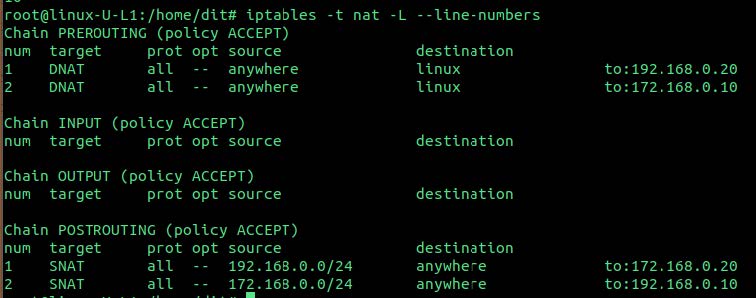 root@linux-U-L1:/home/dit# iptables -t nat -L --line-numbers
Chain PREROUTING (policy ACCEPT)
num target prot opt source destination
1 DNAT all -- anywhere linux to:192.168.0.20
2 DNAT all -- anywhere linux to:172.168.0.10
Chain INPUT (policy ACCEPT)
num target prot opt source destination
Chain OUTPUT (policy ACCEPT)
num target prot opt source destination
Chain POSTROUTING (policy ACCEPT)
num target prot opt source destination
1 SNAT all -- 192.168.0.0/24 anywhere to:172.168.0.20
2 SNAT all -- 172.168.0.0/24 anywhere to:192.168.0.10